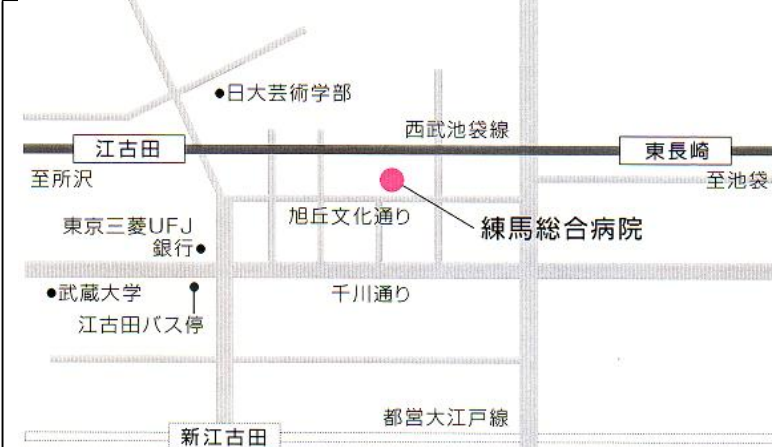 日大芸術学部
西武池袋線
江古田
東長崎
至所沢
至池袋
旭丘文化通り
練馬総合病院
東京三菱UFJ
銀行
武蔵大学
千川通り
江古田バス停
都営大江戸線
新江古田